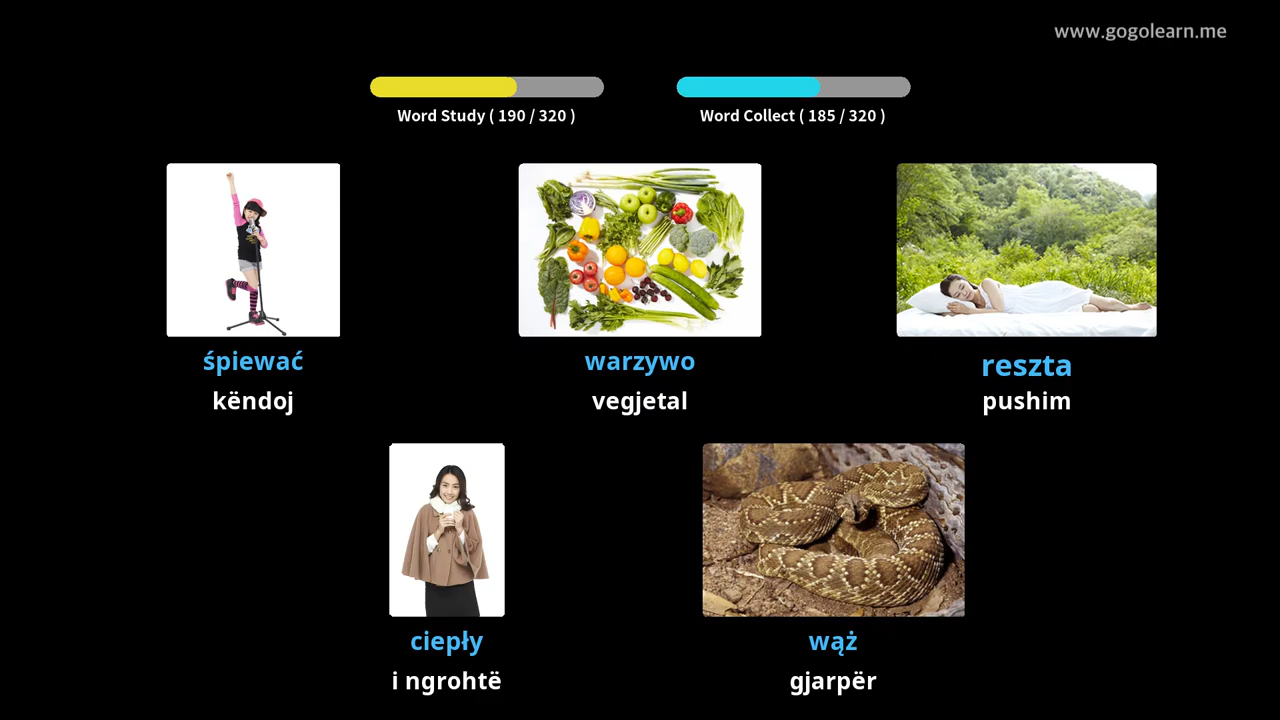 www.gogolearn.me
Word Study ( 190 / 320 )
Word Collect ( 185 / 320 )
śpiewać
këndoj
warzywo
vegjetal
reszta
pushim
ciepły
i ngrohtë
wąż
gjarpër